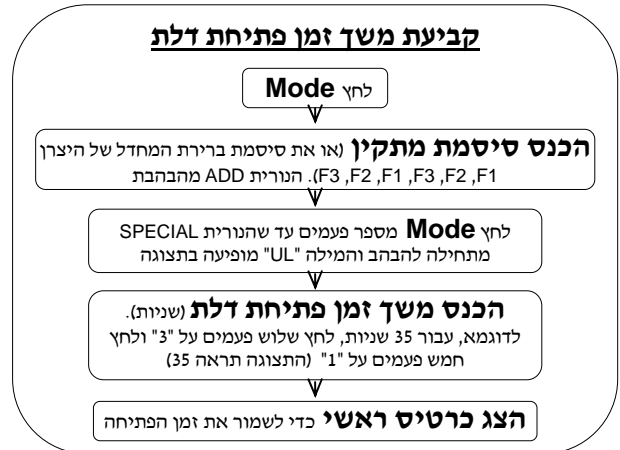 קביעת משך זמן פתיחת דלת
לחץ Mode
הכנס סיסמת מתקין (או את סיסמת ברירת המחדל של היצרן
F1, F2, F3, F1, F2, F3). הנורית ADD מהבהבת
לחץ Mode מספר פעמים עד שהנורית SPECIAL
מתחילה להבהב והמילה "UL" מופיעה בתצוגה
הכנס משך זמן פתיחת דלת (שניות).
לדוגמא, עבור 35 שניות, לחץ שלוש פעמים על "3" ולחץ
חמש פעמים על "1" (התצוגה תראה 35)
הצג כרטיס ראשי כדי לשמור את זמן הפתיחה